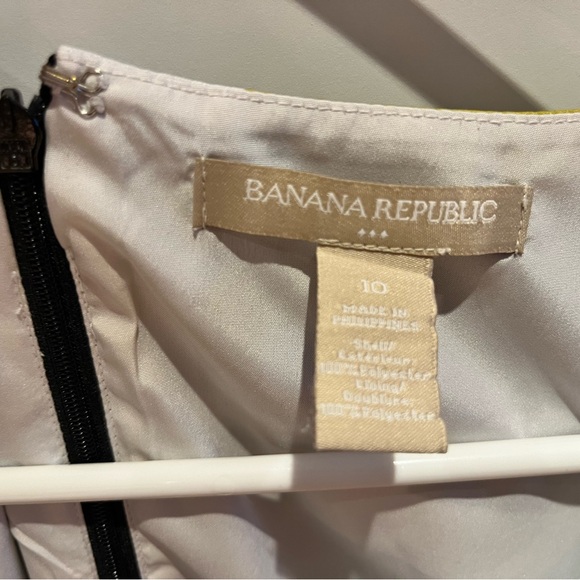 BANANA REPUBLIC
10
MADE IN
PHILIPPINES
Shell/
Extérieur:
100% Polyester
Lining/
Doublure:
100% Polyester